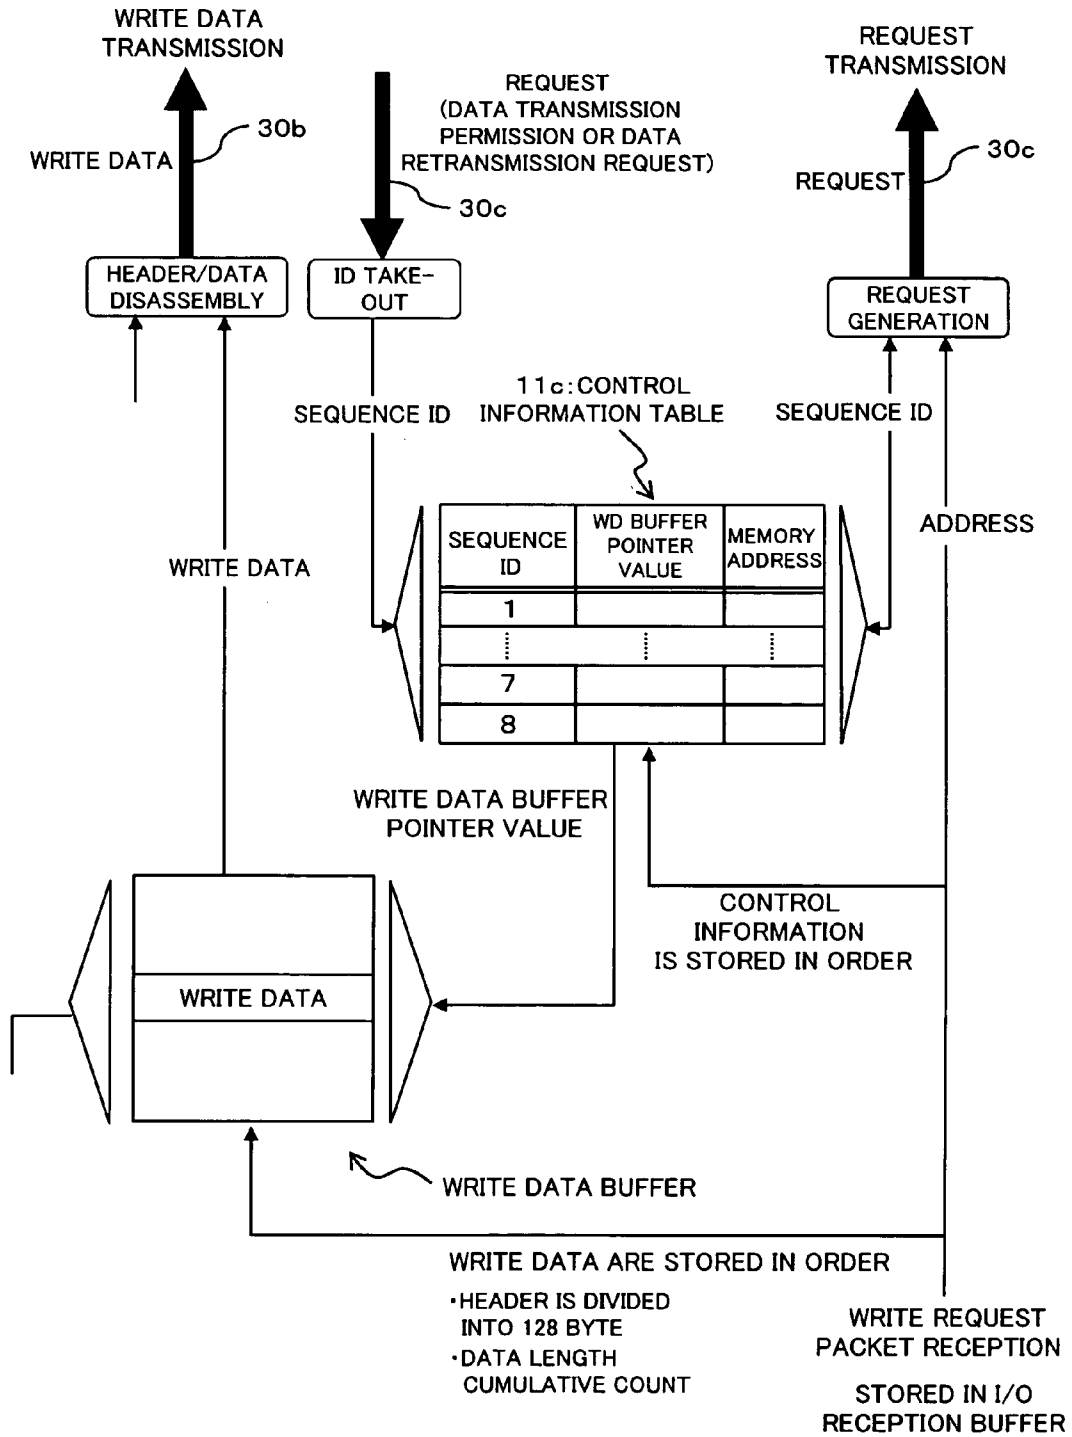 WRITE DATA
TRANSMISSION
REQUEST
(DATA TRANSMISSION
PERMISSION OR DATA
RETRANSMISSION REQUEST)
REQUEST
TRANSMISSION
30b
WRITE DATA
30c
30c
REQUEST
HEADER/DATA
DISASSEMBLY
ID TAKE-
OUT
REQUEST
GENERATION
11c:CONTROL
INFORMATION TABLE
SEQUENCE ID
SEQUENCE ID
SEQUENCE
ID
WD BUFFER
POINTER
VALUE
MEMORY
ADDRESS
1
7
8
ADDRESS
WRITE DATA
WRITE DATA BUFFER
POINTER VALUE
CONTROL
INFORMATION
IS STORED IN ORDER
WRITE DATA
WRITE DATA BUFFER
WRITE DATA ARE STORED IN ORDER
・HEADER IS DIVIDED
INTO 128 BYTE
・DATA LENGTH
CUMULATIVE COUNT
WRITE REQUEST
PACKET RECEPTION
STORED IN I/O
RECEPTION BUFFER